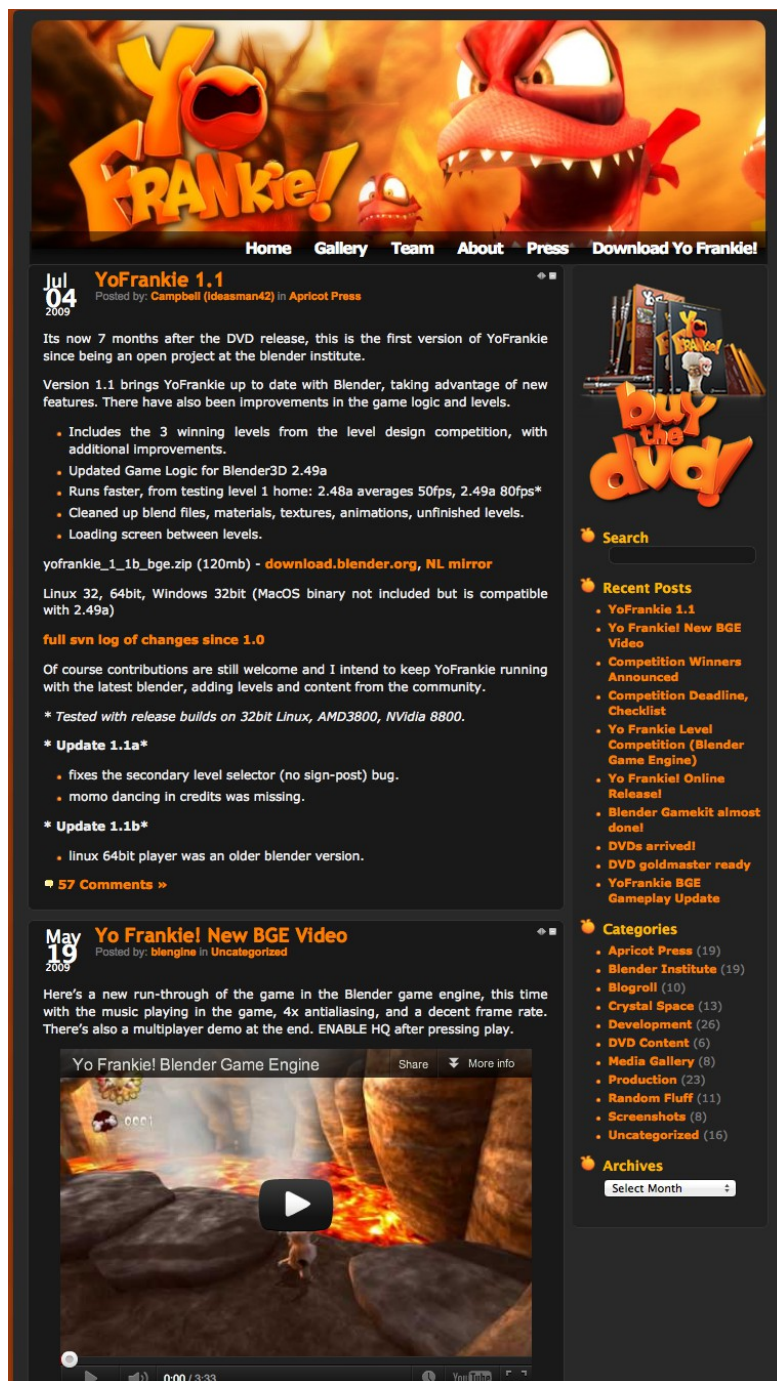 Yo
FRANKie!
Home Gallery Team About Press Download Yo Frankie!
Jul
04
2009
YoFrankie 1.1
Posted by: Campbell (ideasman42) in Apricot Press
Its now 7 months after the DVD release, this is the first version of YoFrankie
since being an open project at the blender institute.
Version 1.1 brings YoFrankie up to date with Blender, taking advantage of new
features. There have also been improvements in the game logic and levels.
Includes the 3 winning levels from the level design competition, with
additional improvements.
Updated Game Logic for Blender3D 2.49a
Runs faster, from testing level 1 home: 2.48a averages 50fps, 2.49a 80fps*
Cleaned up blend files, materials, textures, animations, unfinished levels.
Loading screen between levels.
yofrankie_1_1b_bge.zip (120mb) - download.blender.org, NL mirror
Linux 32, 64bit, Windows 32bit (MacOS binary not included but is compatible
with 2.49a)
full svn log of changes since 1.0
Of course contributions are still welcome and I intend to keep YoFrankie running
with the latest blender, adding levels and content from the community.
* Tested with release builds on 32bit Linux, AMD3800, NVidia 8800.
* Update 1.1a*
fixes the secondary level selector (no sign-post) bug.
momo dancing in credits was missing.
* Update 1.1b*
linux 64bit player was an older blender version.
57 Comments »
May
19
2009
Yo Frankie! New BGE Video
Posted by: blengine in Uncategorized
Here's a new run-through of the game in the Blender game engine, this time
with the music playing in the game, 4x antialiasing, and a decent frame rate.
There's also a multiplayer demo at the end. ENABLE HQ after pressing play.
Yo Frankie! Blender Game Engine Share More info
0:00 / 3:33 YouTube
Yo
FRANKie!
buy
the
dvd!
Search
Recent Posts
YoFrankie 1.1
Yo Frankie! New BGE
Video
Competition Winners
Announced
Competition Deadline,
Checklist
Yo Frankie Level
Competition (Blender
Game Engine)
Yo Frankie! Online
Release!
Blender Gamekit almost
done!
DVDs arrived!
DVD goldmaster ready
YoFrankie BGE
Gameplay Update
Categories
Apricot Press (19)
Blender Institute (19)
Blogroll (10)
Crystal Space (13)
Development (26)
DVD Content (6)
Media Gallery (8)
Production (23)
Random Fluff (11)
Screenshots (8)
Uncategorized (16)
Archives
Select Month